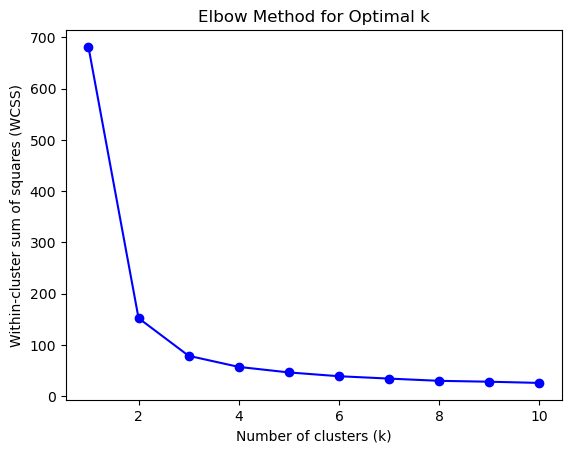 Elbow Method for Optimal k
Within-cluster sum of squares (WCSS)
700
600
500
400
300
200
100
0
2 4 6 8 10
Number of clusters (k)